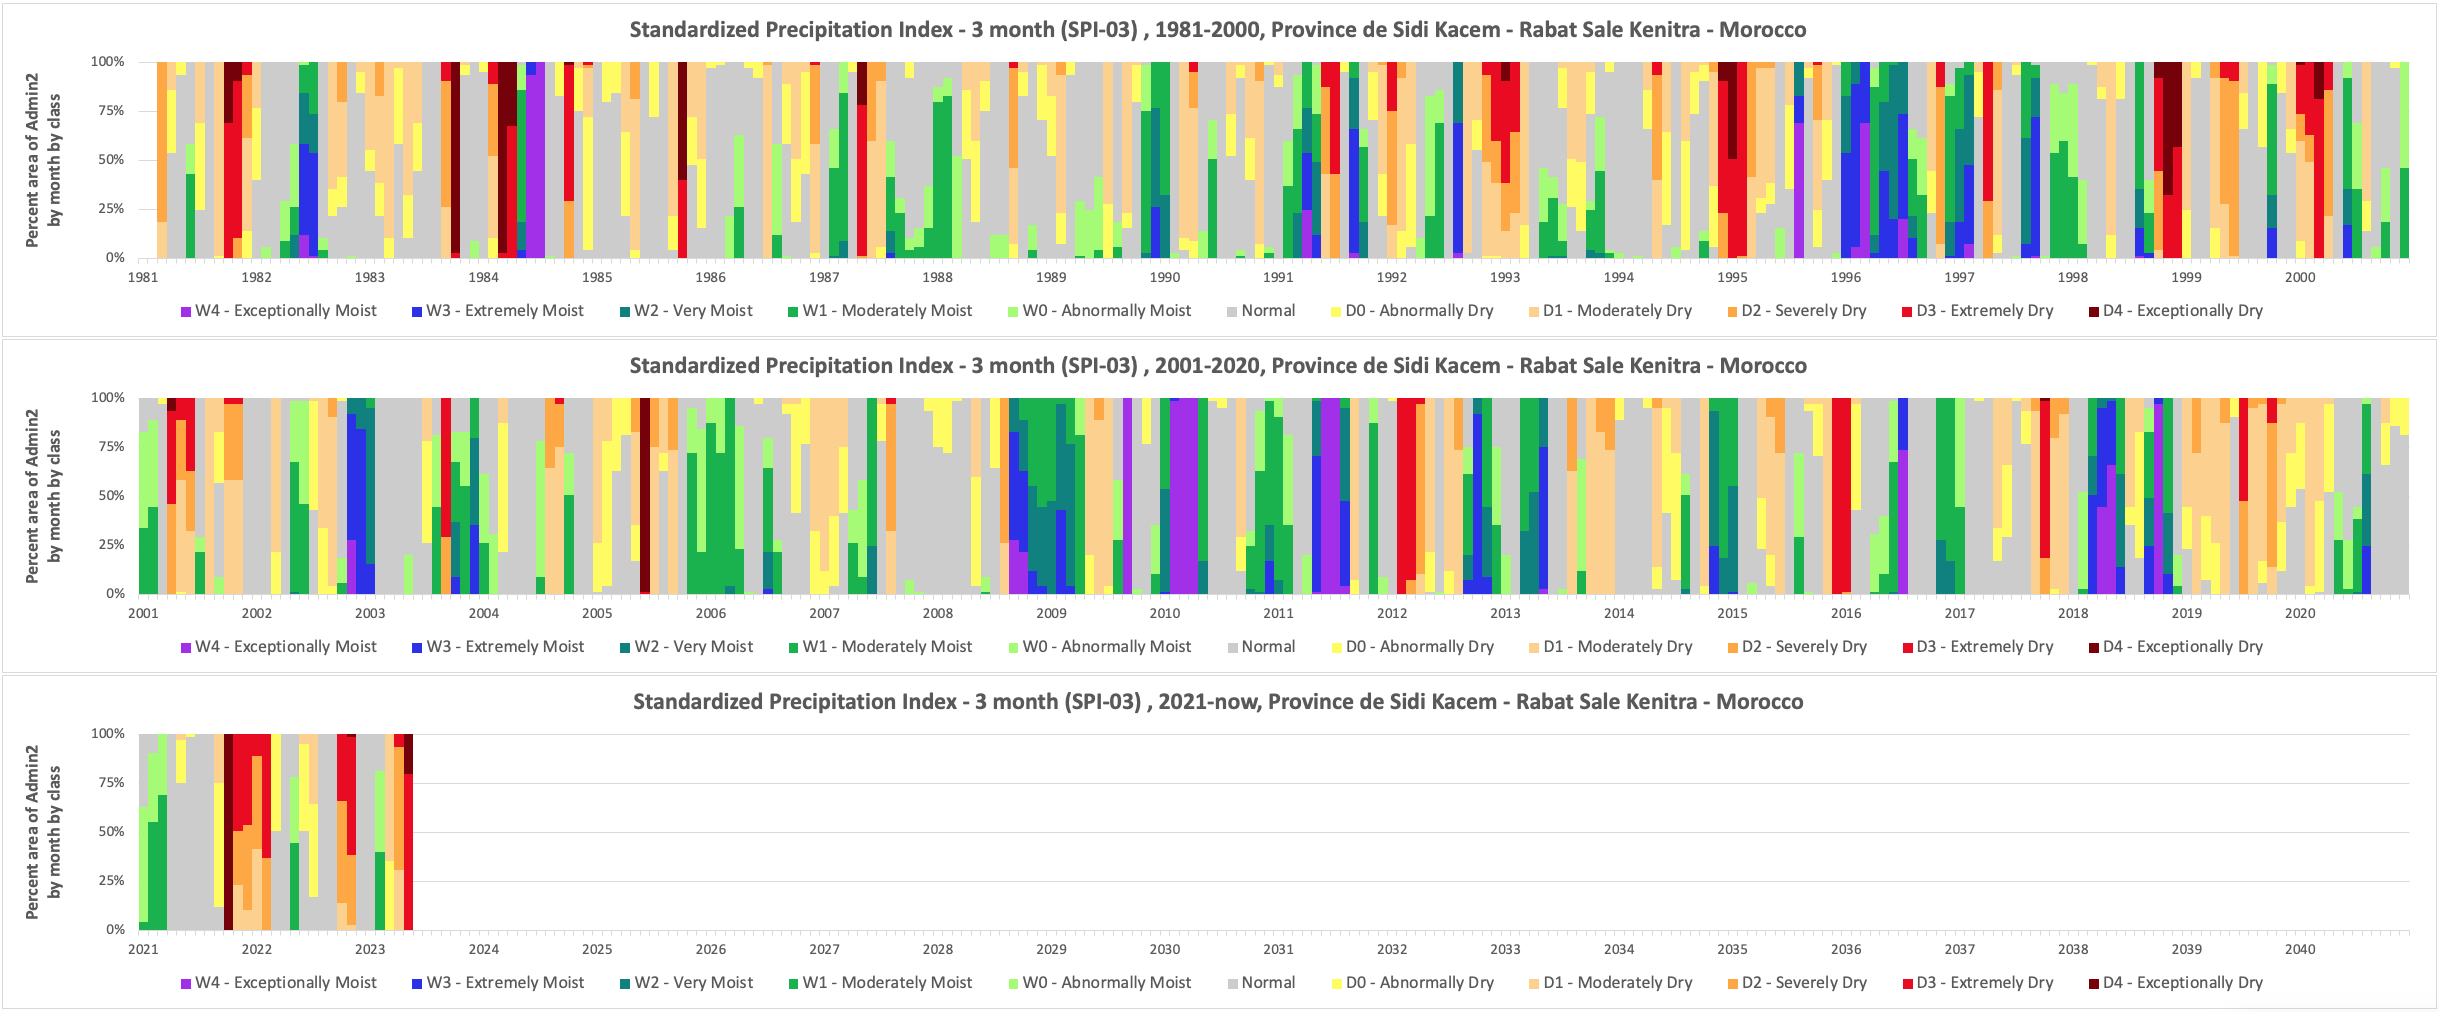 Standardized Precipitation Index - 3 month (SPI-03) , 1981-2000, Province de Sidi Kacem - Rabat Sale Kenitra - Morocco
Percent area of Admin2
by month by class
100%
75%
50%
25%
0%
1981 1982 1983 1984 1985 1986 1987 1988 1989 1990 1991 1992 1993 1994 1995 1996 1997 1998 1999 2000
W4 - Exceptionally Moist W3 - Extremely Moist W2 - Very Moist W1 - Moderately Moist W0 - Abnormally Moist Normal D0 - Abnormally Dry D1 - Moderately Dry D2 - Severely Dry D3 - Extremely Dry D4 - Exceptionally Dry
Standardized Precipitation Index - 3 month (SPI-03) , 2001-2020, Province de Sidi Kacem - Rabat Sale Kenitra - Morocco
Percent area of Admin2
by month by class
100%
75%
50%
25%
0%
2001 2002 2003 2004 2005 2006 2007 2008 2009 2010 2011 2012 2013 2014 2015 2016 2017 2018 2019 2020
W4 - Exceptionally Moist W3 - Extremely Moist W2 - Very Moist W1 - Moderately Moist W0 - Abnormally Moist Normal D0 - Abnormally Dry D1 - Moderately Dry D2 - Severely Dry D3 - Extremely Dry D4 - Exceptionally Dry
Standardized Precipitation Index - 3 month (SPI-03) , 2021-now, Province de Sidi Kacem - Rabat Sale Kenitra - Morocco
Percent area of Admin2
by month by class
100%
75%
50%
25%
0%
2021 2022 2023 2024 2025 2026 2027 2028 2029 2030 2031 2032 2033 2034 2035 2036 2037 2038 2039 2040
W4 - Exceptionally Moist W3 - Extremely Moist W2 - Very Moist W1 - Moderately Moist W0 - Abnormally Moist Normal D0 - Abnormally Dry D1 - Moderately Dry D2 - Severely Dry D3 - Extremely Dry D4 - Exceptionally Dry